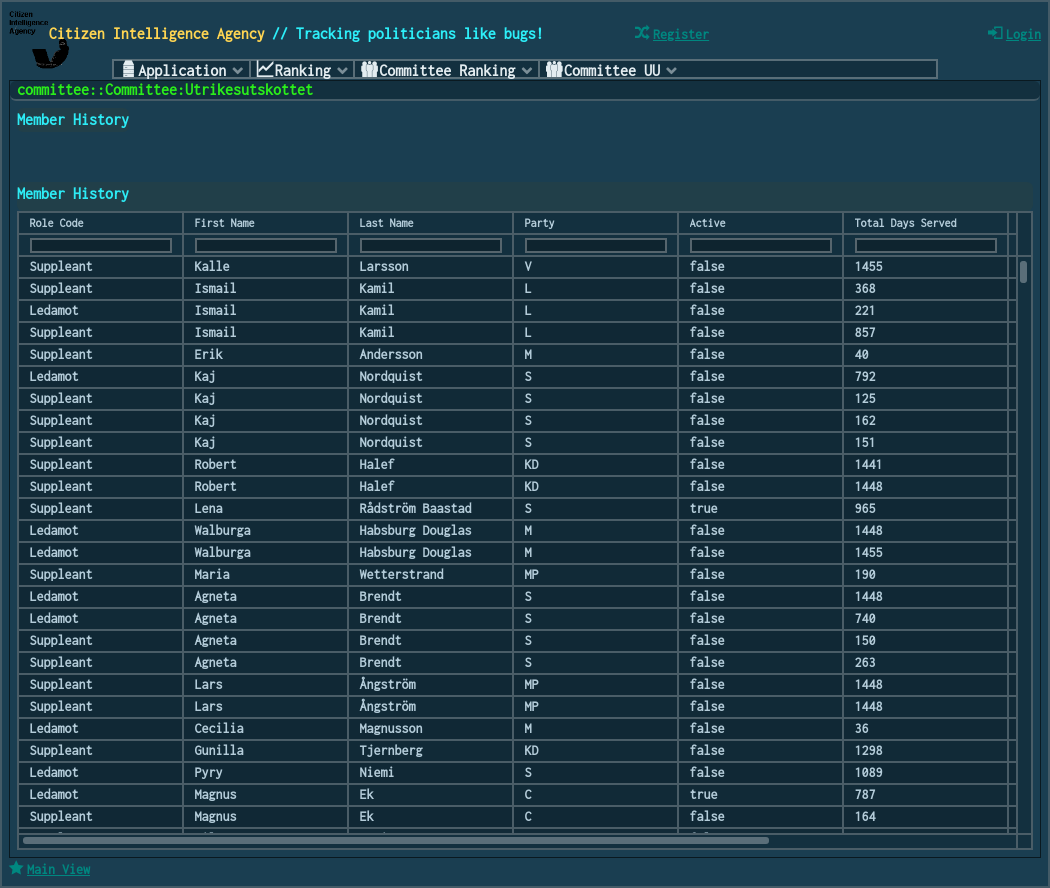 Citizen
Intelligence
Agency
Citizen Intelligence Agency // Tracking politicians like bugs!
Register
Login
Application Ranking Committee Ranking Committee UU
committee::Committee:Utrikesutskottet
Member History
Member History
Role Code First Name Last Name Party Active Total Days Served
Suppleant Kalle Larsson V false 1455
Suppleant Ismail Kamil L false 368
Ledamot Ismail Kamil L false 221
Suppleant Ismail Kamil L false 857
Suppleant Erik Andersson M false 40
Ledamot Kaj Nordquist S false 792
Suppleant Kaj Nordquist S false 125
Suppleant Kaj Nordquist S false 162
Suppleant Kaj Nordquist S false 151
Suppleant Robert Halef KD false 1441
Suppleant Robert Halef KD false 1448
Suppleant Lena Rådström Baastad S true 965
Ledamot Walburga Habsburg Douglas M false 1448
Ledamot Walburga Habsburg Douglas M false 1455
Suppleant Maria Wetterstrand MP false 190
Ledamot Agneta Brendt S false 1448
Ledamot Agneta Brendt S false 740
Suppleant Agneta Brendt S false 150
Suppleant Agneta Brendt S false 263
Suppleant Lars Ångström MP false 1448
Suppleant Lars Ångström MP false 1448
Ledamot Cecilia Magnusson M false 36
Suppleant Gunilla Tjernberg KD false 1298
Ledamot Pyry Niemi S false 1089
Ledamot Magnus Ek C true 787
Suppleant Magnus Ek C false 164
Main View